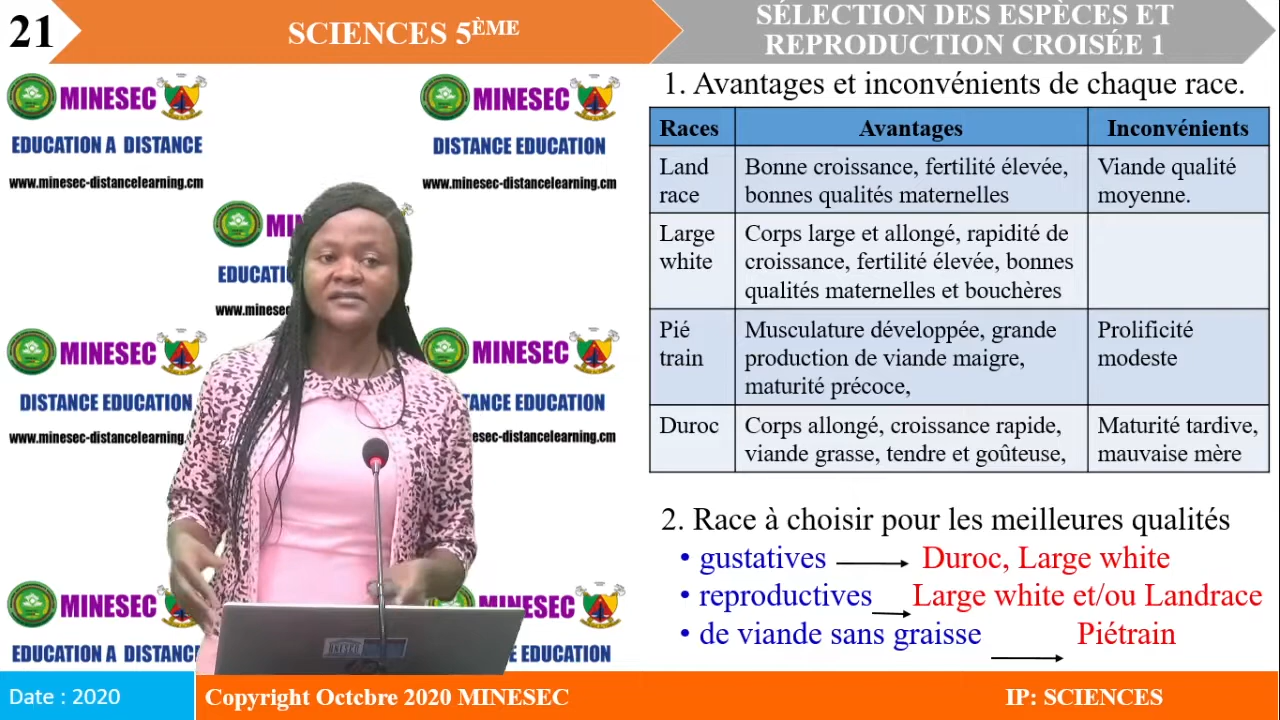 21
SCIENCES 5ÈME
SÉLECTION DES ESPÈCES ET
REPRODUCTION CROISÉE 1
MINESEC
EDUCATION A DISTANCE
www.minesec-distancelearning.cm
MINESEC
DISTANCE EDUCATION
www.minesec-distancelearning.cm
MINESEC
DISTANCE EDUCATION
MINESEC
www.minesec-distancelearning.
MINESEC
EDUCATION A DISTANCE
MINESEC
EDUCATION
1. Avantages et inconvénients de chaque race.
Races Avantages Inconvénients
Land Bonne croissance, fertilité élevée, Viande qualité
race bonnes qualités maternelles moyenne.
Large Corps large et allongé, rapidité de
white croissance, fertilité élevée, bonnes
qualités maternelles et bouchères
Pié Musculature développée, grande Prolificité
train production de viande maigre, modeste
maturité précoce,
Duroc Corps allongé, croissance rapide, Maturité tardive,
viande grasse, tendre et goûteuse, mauvaise mère
2. Race à choisir pour les meilleures qualités
• gustatives Duroc, Large white
• reproductives Large white et/ou Landrace
• de viande sans graisse Piétrain
Date : 2020
Copyright Octcbre 2020 MINESEC
IP: SCIENCES